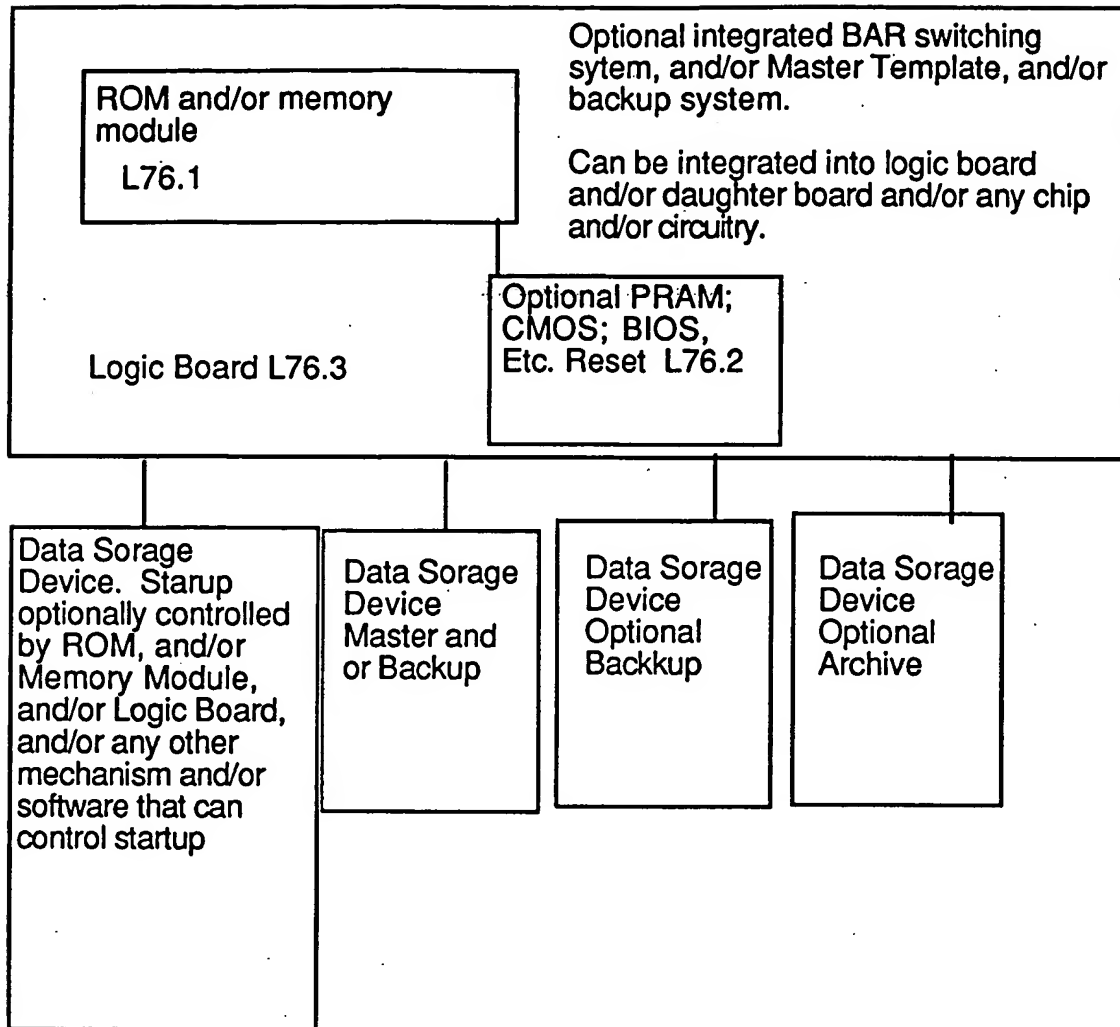 Optional integrated BAR switching
sytem, and/or Master Template, and/or
backup system.
Can be integrated into logic board
and/or daughter board and/or any chip
and/or circuitry.
ROM and/or memory
module
L76.1
Optional PRAM;
CMOS; BIOS,
Etc. Reset L76.2
Logic Board L76.3
Data Sorage
Device. Starup
optionally controlled
by ROM, and/or
Memory Module,
and/or Logic Board,
and/or any other
mechanism and/or
software that can
control startup
Data Sorage
Device
Master and
or Backup
Data Sorage
Device
Optional
Backkup
Data Sorage
Device
Optional
Archive